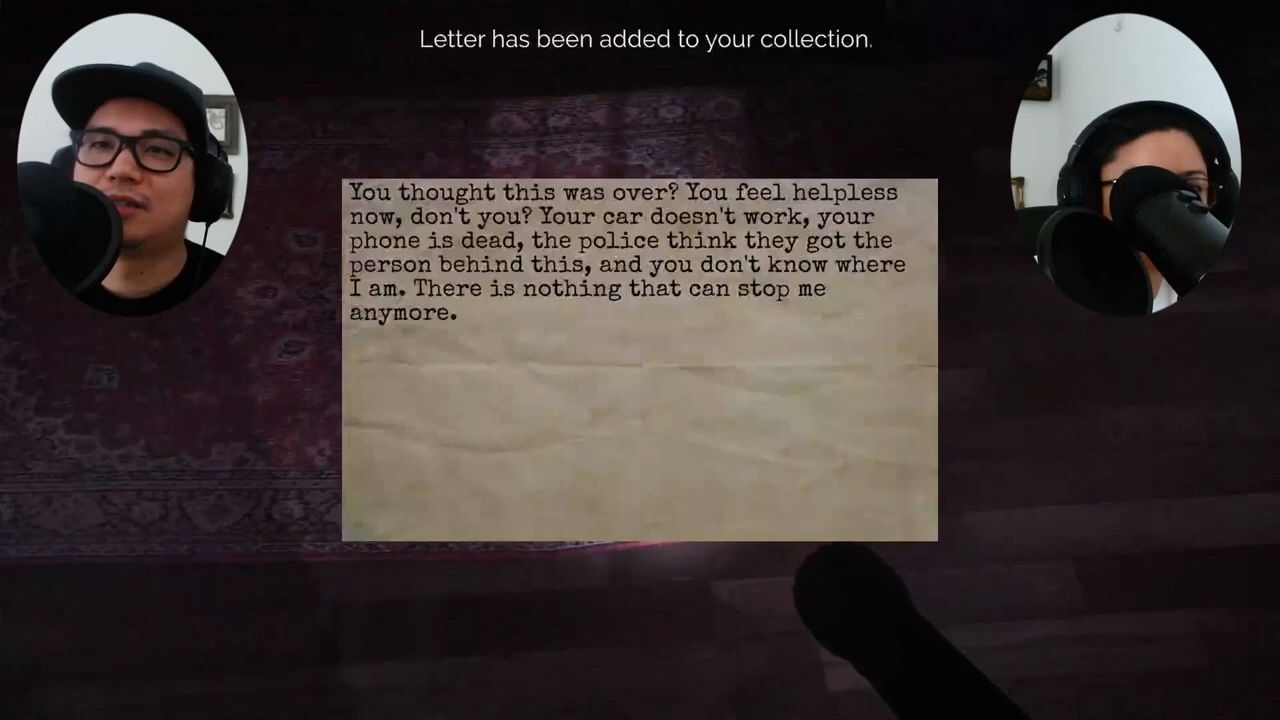 Letter has been added to your collection.
You thought this was over? You feel helpless
now, don't you? Your car doesn't work, your
phone is dead, the police think they got the
person behind this, and you don't know where
I am. There is nothing that can stop me
anymore.